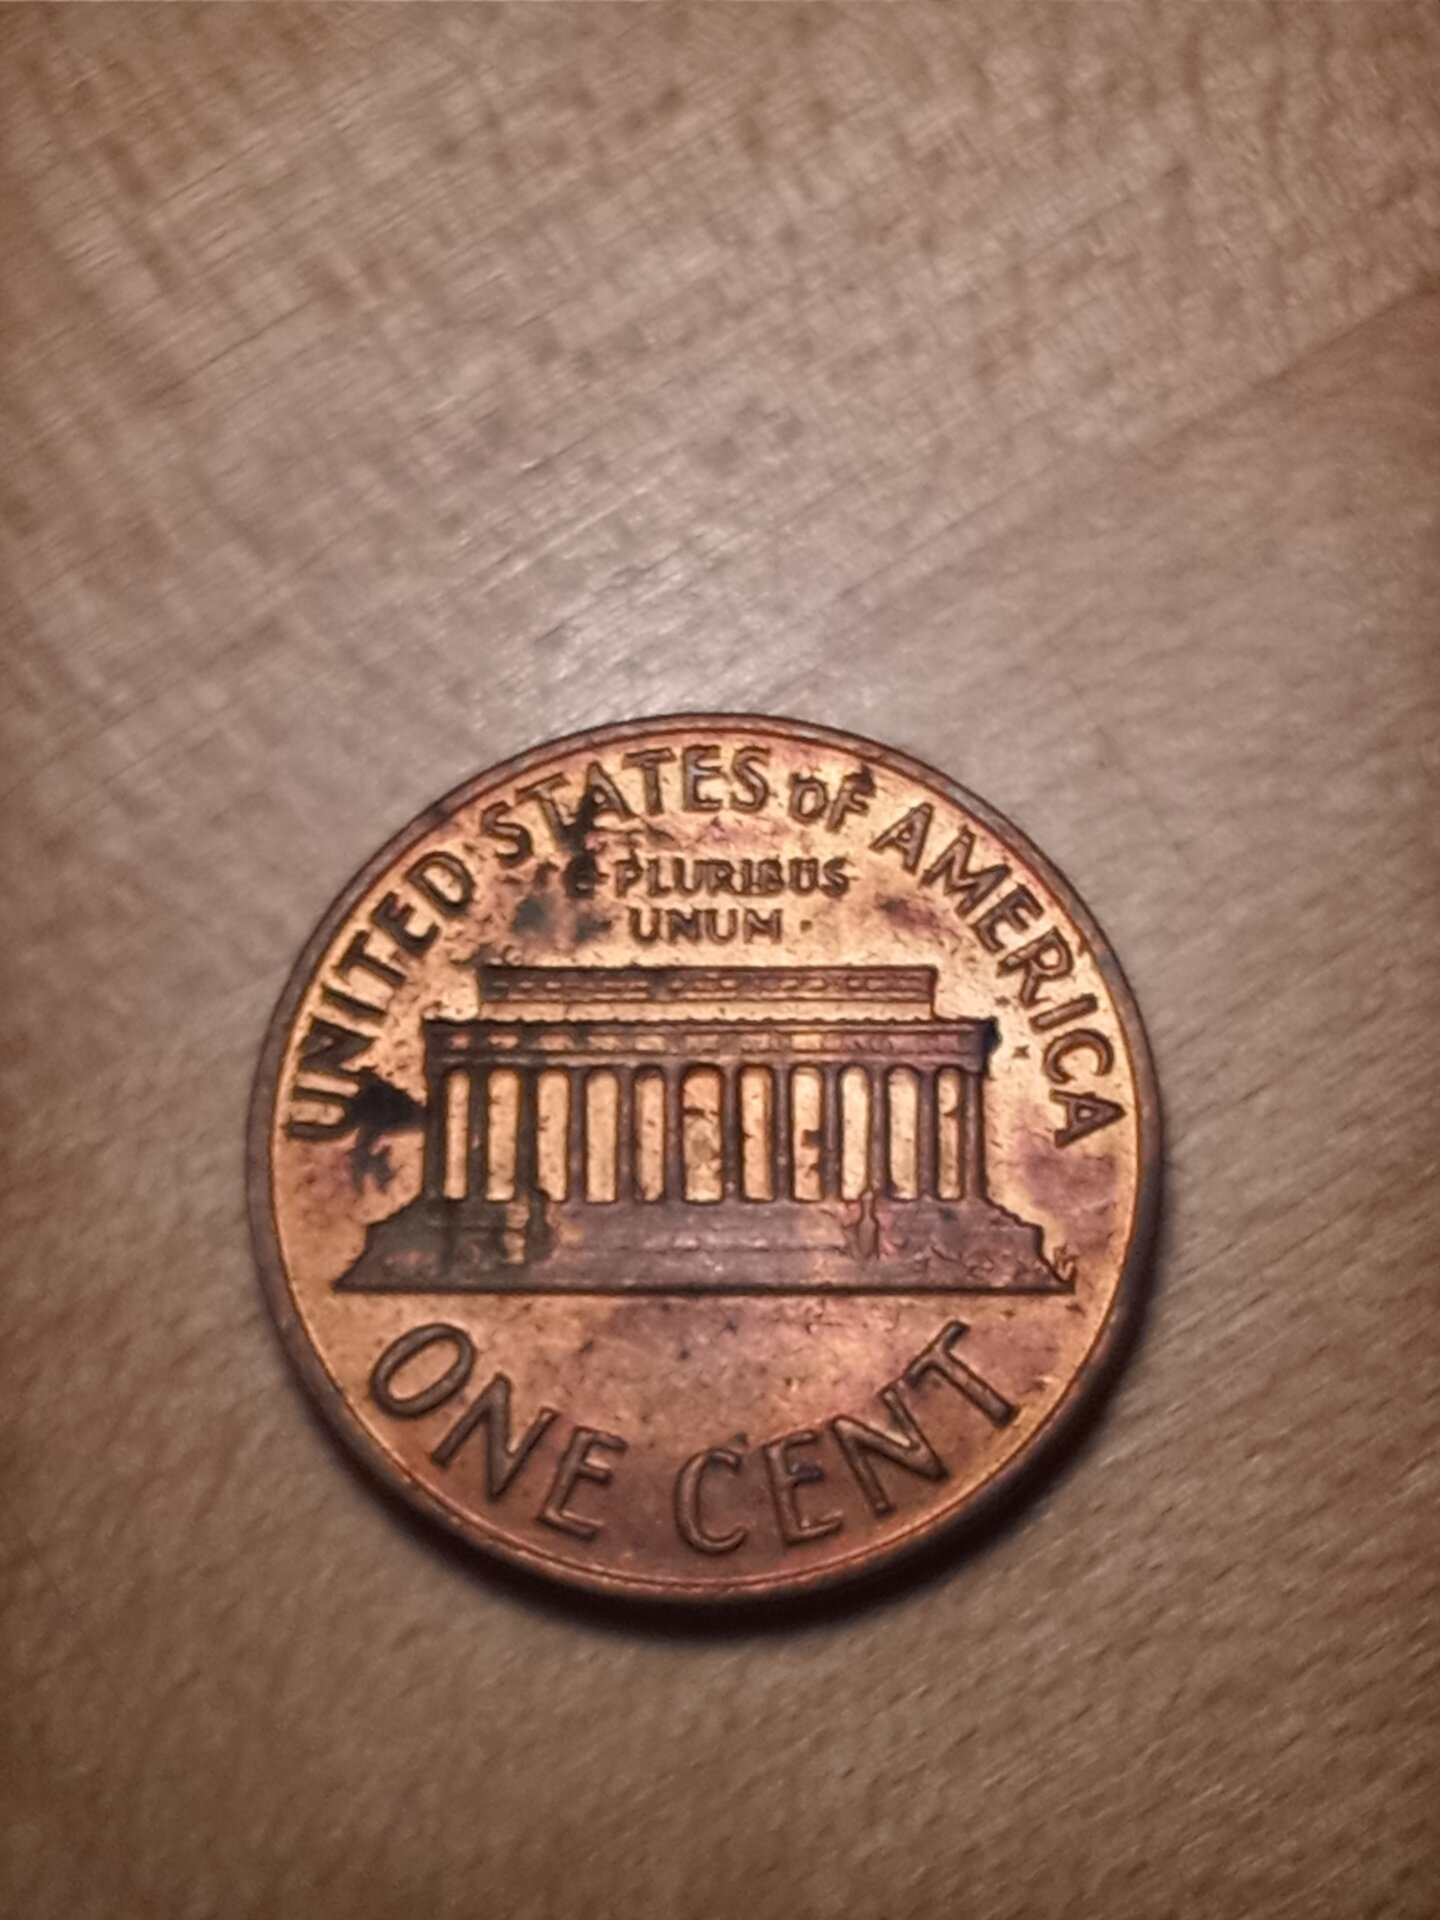 UNITED STATES OF AMERICA
E PLURIBUS
UNUM
ONE CENT